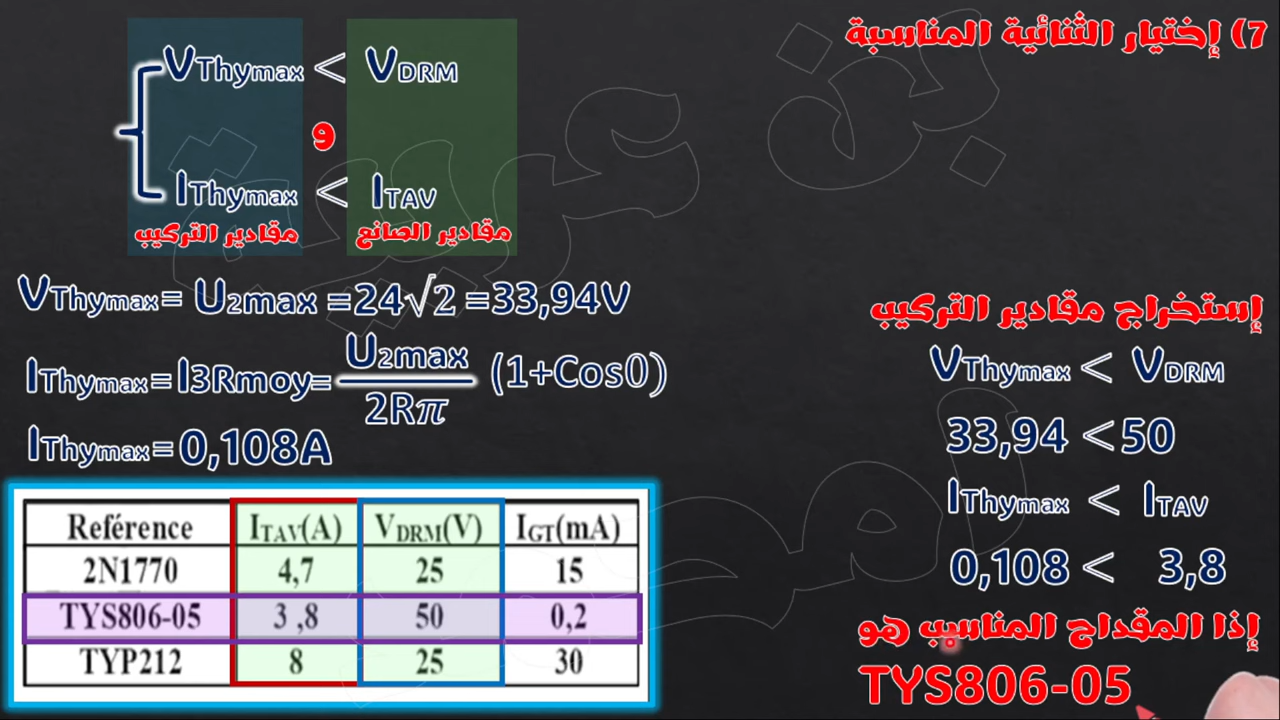 7) إختيار الثنائية المناسبة
VThymax < VDRM
و
IThymax < ITAV
مقادير التركيب مقادير الصانع
VThymax= U2max =24√2 =33,94V
IThymax=I3Rmoy= U2max/2Rπ (1+Cos0)
IThymax=0,108A
Reférence ITAV(A) VDRM(V) IGT(mA)
2N1770 4,7 25 15
TYS806-05 3 ,8 50 0,2
TYP212 8 25 30
إستخراج مقادير التركيب
VThymax < VDRM
33,94 <50
IThymax < ITAV
0,108 < 3,8
إذا المقداح المناسب هو
TYS806-05